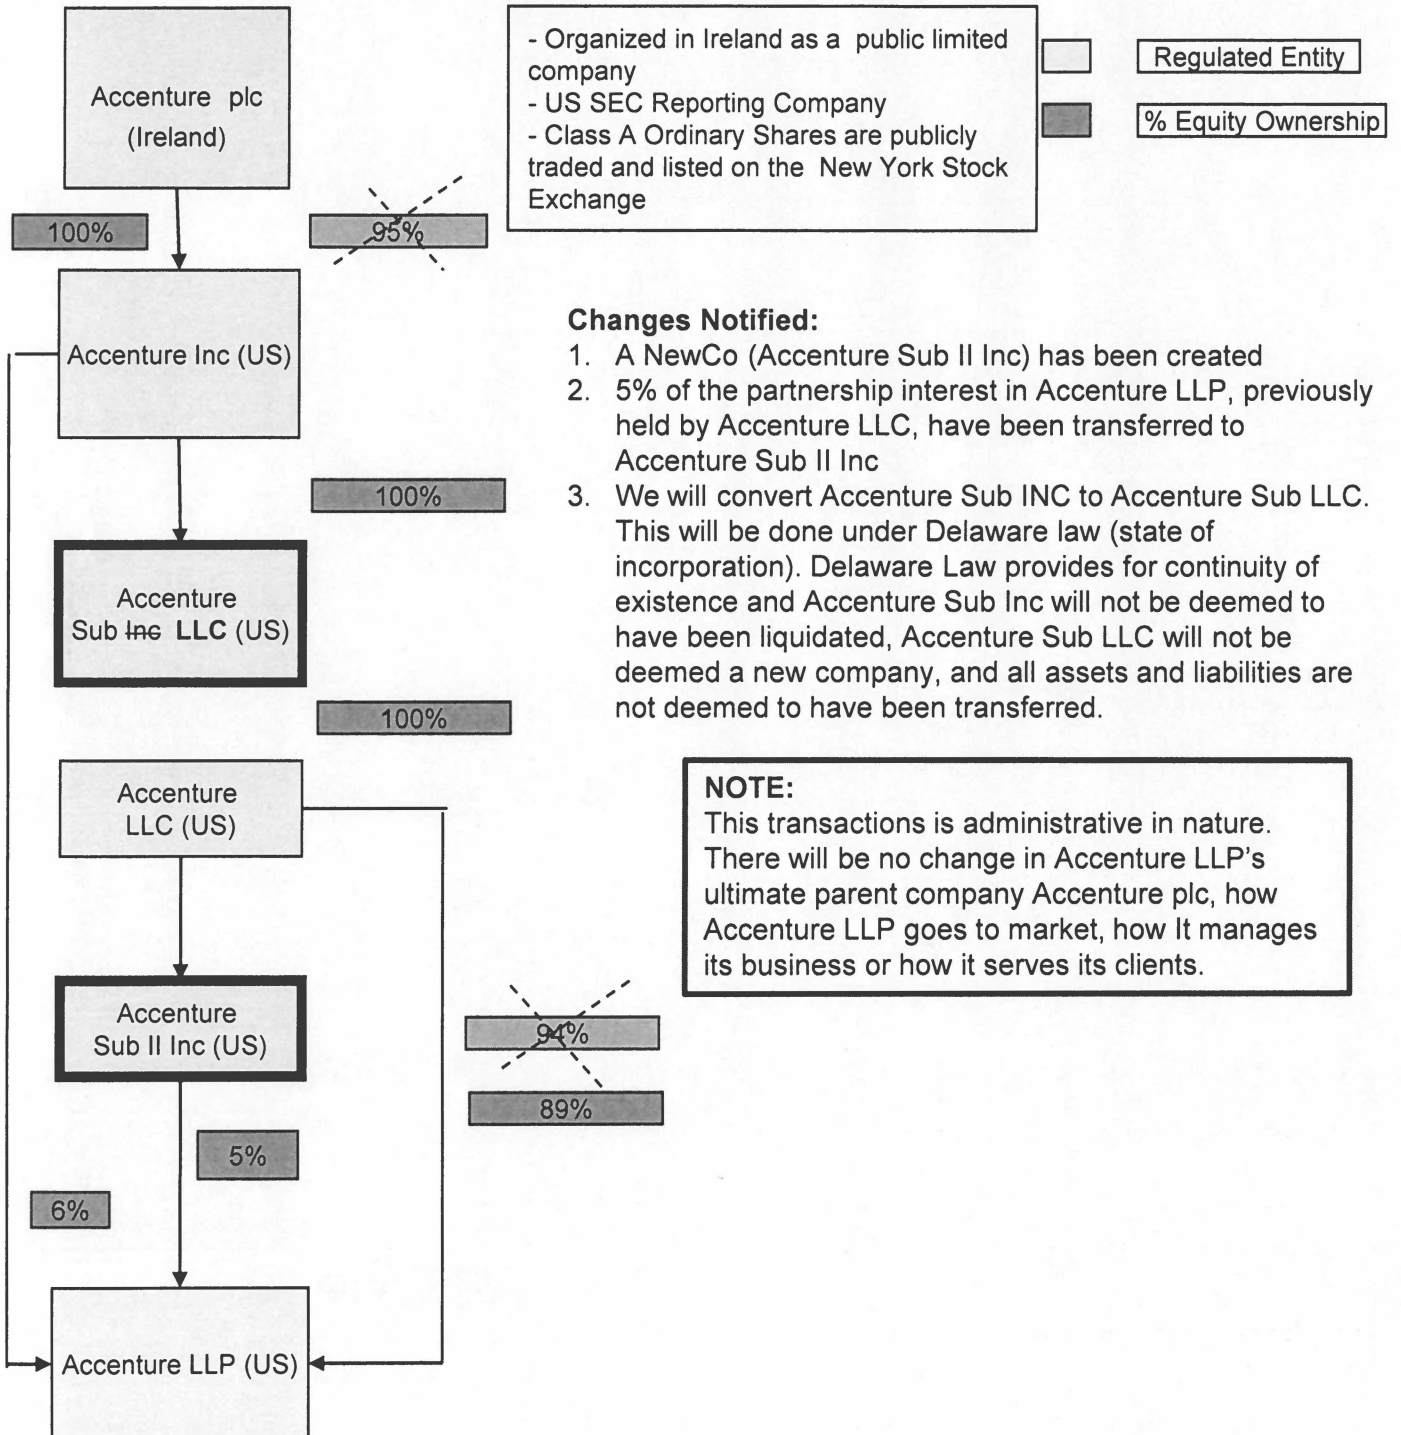 Accenture plc
(Ireland)
- Organized in Ireland as a public limited
company
- US SEC Reporting Company
- Class A Ordinary Shares are publicly
traded and listed on the New York Stock
Exchange
Regulated Entity
% Equity Ownership
100%
95%
Accenture Inc (US)
Changes Notified:
1. A NewCo (Accenture Sub II Inc) has been created
2. 5% of the partnership interest in Accenture LLP, previously
held by Accenture LLC, have been transferred to
Accenture Sub II Inc
3. We will convert Accenture Sub INC to Accenture Sub LLC.
This will be done under Delaware law (state of
incorporation). Delaware Law provides for continuity of
existence and Accenture Sub Inc will not be deemed to
have been liquidated, Accenture Sub LLC will not be
deemed a new company, and all assets and liabilities are
not deemed to have been transferred.
100%
Accenture
Sub Inc LLC (US)
100%
Accenture
LLC (US)
NOTE:
This transactions is administrative in nature.
There will be no change in Accenture LLP's
ultimate parent company Accenture plc, how
Accenture LLP goes to market, how It manages
its business or how it serves its clients.
Accenture
Sub II Inc (US)
94%
89%
5%
6%
Accenture LLP (US)